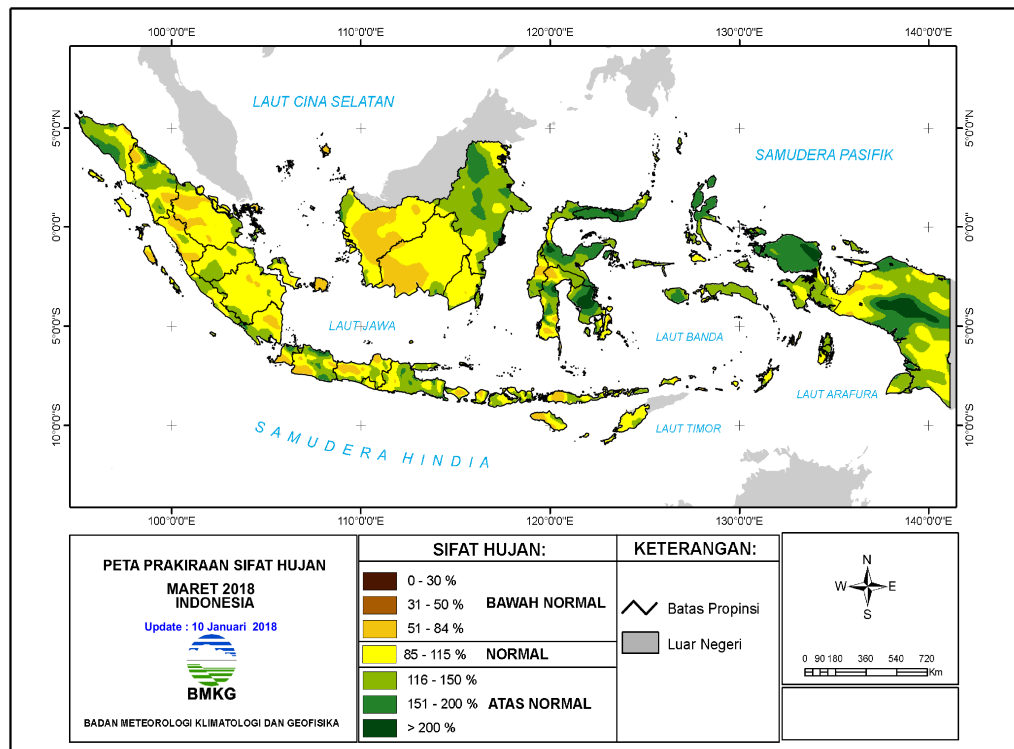 100°0'0"E 110°0'0"E 120°0'0"E 130°0'0"E 140°0'0"E
LAUT CINA SELATAN
SAMUDERA PASIFIK
5°0'0"N 5°0'0"N
0°0'0" 0°0'0"
LAUT JAWA
LAUT BANDA
5°0'0"S 5°0'0"S
LAUT ARAFURA
LAUT TIMOR
10°0'0"S 10°0'0"S
SAMUDERA HINDIA
100°0'0"E 110°0'0"E 120°0'0"E 130°0'0"E 140°0'0"E
PETA PRAKIRAAN SIFAT HUJAN
MARET 2018
INDONESIA
Update : 10 Januari 2018
BMKG
BADAN METEOROLOGI KLIMATOLOGI DAN GEOFISIKA
SIFAT HUJAN:
0 - 30 %
31 - 50 % BAWAH NORMAL
51 - 84 %
85 - 115 % NORMAL
116 - 150 %
151 - 200 % ATAS NORMAL
> 200 %
KETERANGAN:
Batas Propinsi
Luar Negeri
N
W E
S
0 90 180 360 540 720
Km